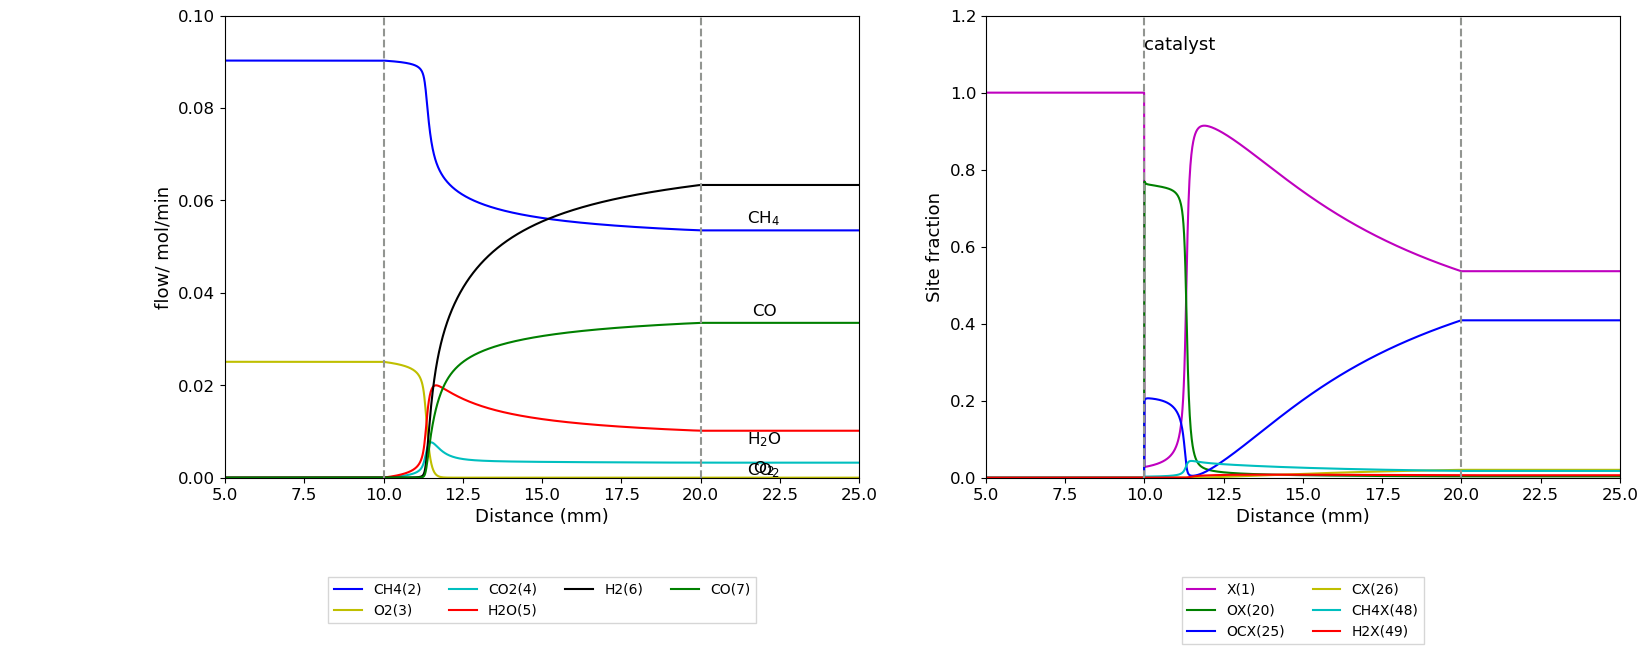 0.10
0.08
0.06
0.04
0.02
0.00
flow/ mol/min
CH₄
CO
H₂O
O₂
CO₂
5.0 7.5 10.0 12.5 15.0 17.5 20.0 22.5 25.0
Distance (mm)
CH4(2) CO2(4) H2(6) CO(7)
O2(3) H2O(5)
1.2
1.0
0.8
0.6
0.4
0.2
0.0
Site fraction
catalyst
5.0 7.5 10.0 12.5 15.0 17.5 20.0 22.5 25.0
Distance (mm)
X(1) CX(26)
OX(20) CH4X(48)
OCX(25) H2X(49)